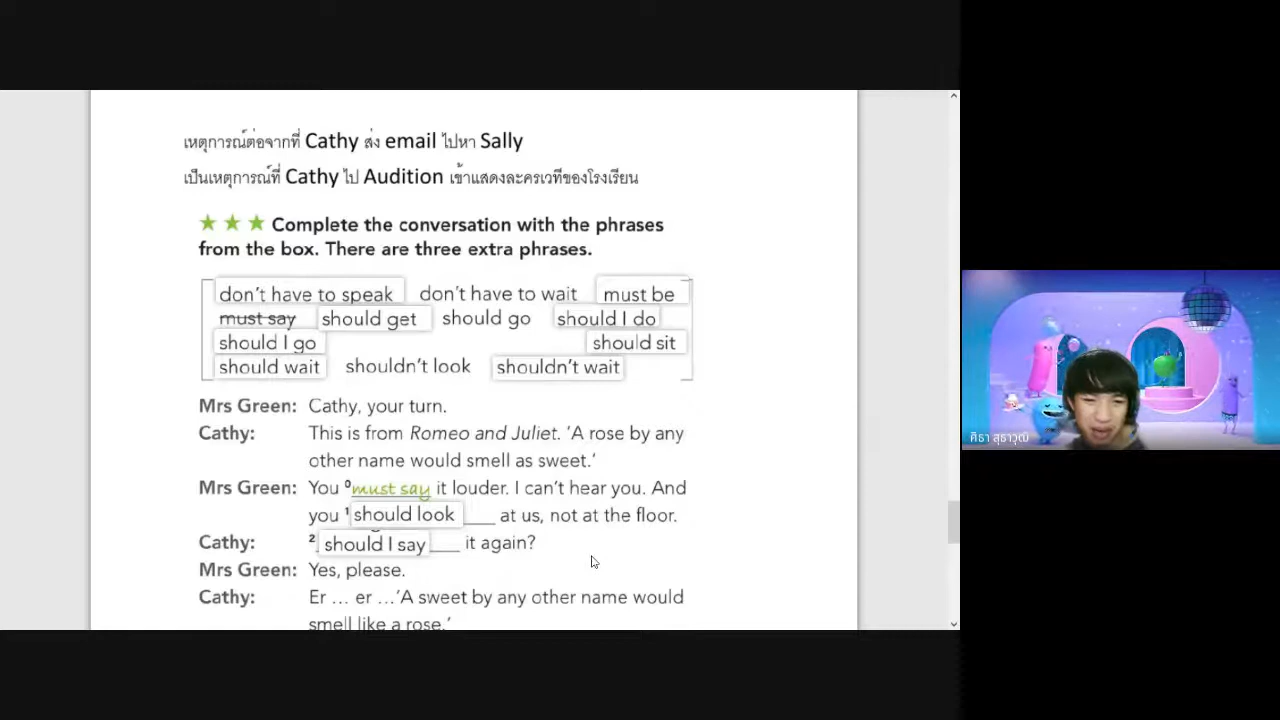 เหตุการณ์ต่อจากที่ Cathy ส่ง email ไปหา Sally
เป็นเหตุการณ์ที่ Cathy ไป Audition เข้าแสดงละครเวทีของโรงเรียน
★ ★ ★ Complete the conversation with the phrases
from the box. There are three extra phrases.
don't have to speak don't have to wait must be
must say should get should go should I do
should I go should sit
should wait shouldn't look shouldn't wait
Mrs Green: Cathy, your turn.
Cathy: This is from Romeo and Juliet. 'A rose by any
other name would smell as sweet.'
Mrs Green: You ⁰must say it louder. I can't hear you. And
you ¹ should look ___ at us, not at the floor.
Cathy: ² should I say ___ it again?
Mrs Green: Yes, please.
Cathy: Er … er …'A sweet by any other name would
smell like a rose.'
ศิธา สุธาวุฒิ